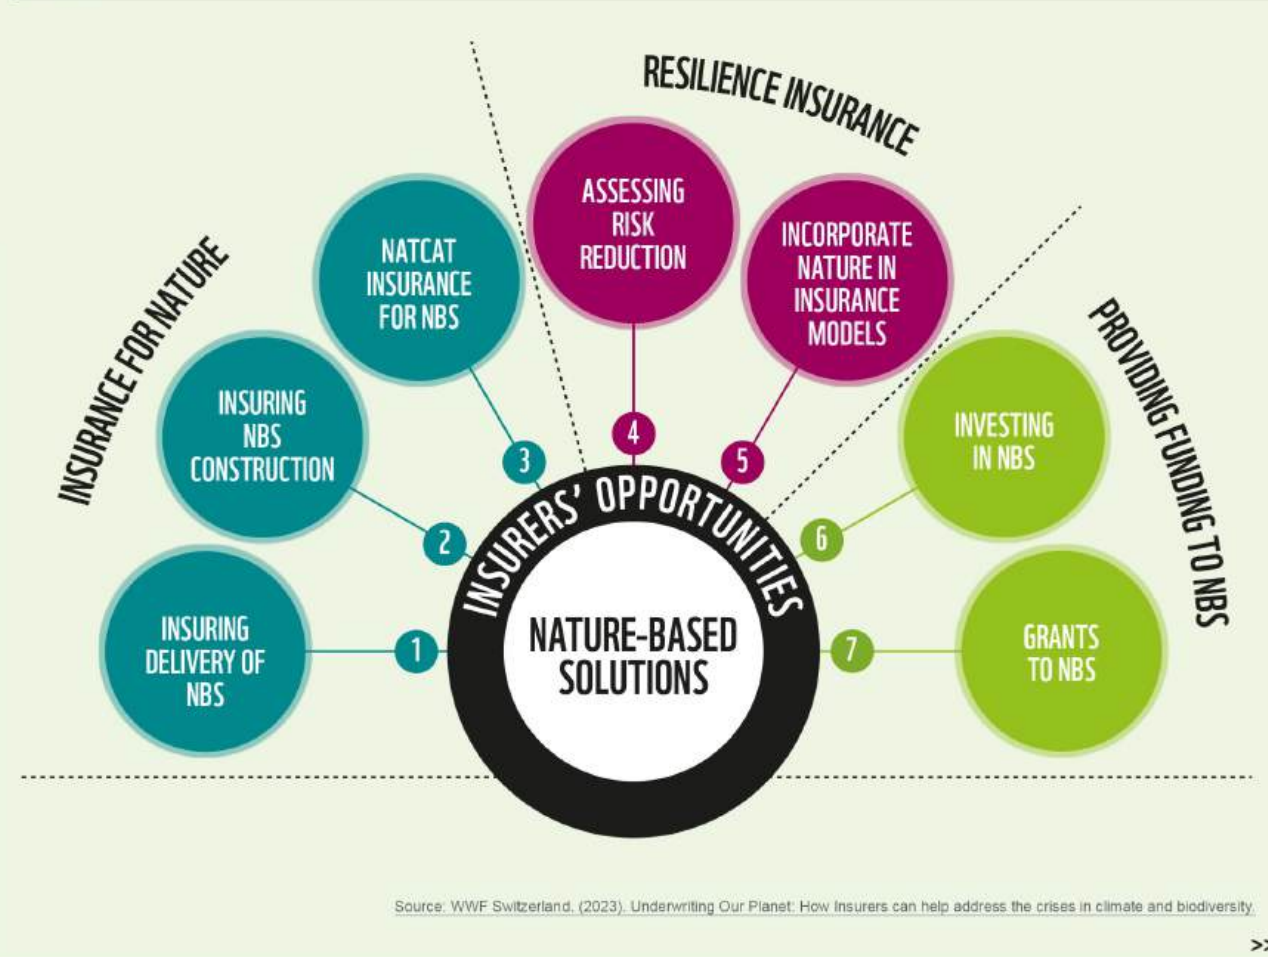 RESILIENCE INSURANCE
INSURANCE FOR NATURE
PROVIDING FUNDING TO NBS
ASSESSING
RISK
REDUCTION
INCORPORATE
NATURE IN
INSURANCE
MODELS
NATCAT
INSURANCE
FOR NBS
INSURING
NBS
CONSTRUCTION
INSURING
DELIVERY OF
NBS
INVESTING
IN NBS
GRANTS
TO NBS
1
2
3
4
5
6
7
INSURERS’ OPPORTUNITIES
NATURE-BASED
SOLUTIONS
Source: WWF Switzerland. (2023). Underwriting Our Planet: How Insurers can help address the crises in climate and biodiversity.
>>